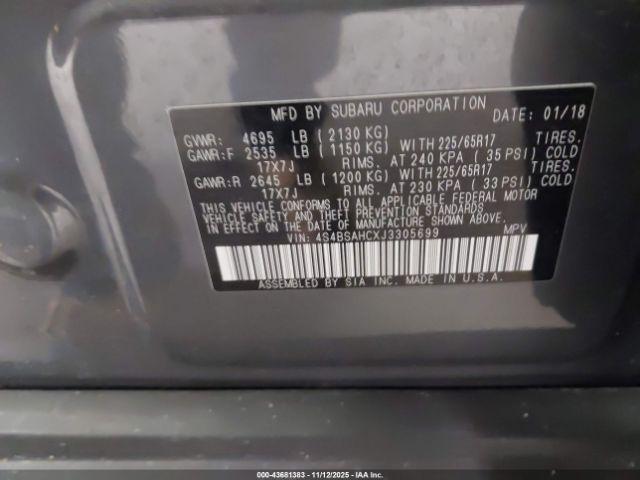 MFD BY SUBARU CORPORATION DATE: 01/18
GVWR: 4695 LB (2130 KG)
GAWR:F 2535 LB (1150 KG) WITH 225/65R17 TIRES.
17X7J RIMS. AT 240 KPA (35 PSI) COLD
GAWR:R 2645 LB (1200 KG) WITH 225/65R17 TIRES.
17X7J RIMS. AT 230 KPA (33 PSI) COLD
THIS VEHICLE CONFORMS TO ALL APPLICABLE FEDERAL MOTOR
VEHICLE SAFETY AND THEFT PREVENTION STANDARDS
IN EFFECT ON THE DATE OF MANUFACTURE SHOWN ABOVE.
VIN: 4S4BSAHCXJ3305699 MPV
ASSEMBLED BY SIA INC. MADE IN U.S.A.
000-43681383 - 11/12/2025 - IAAI COPART